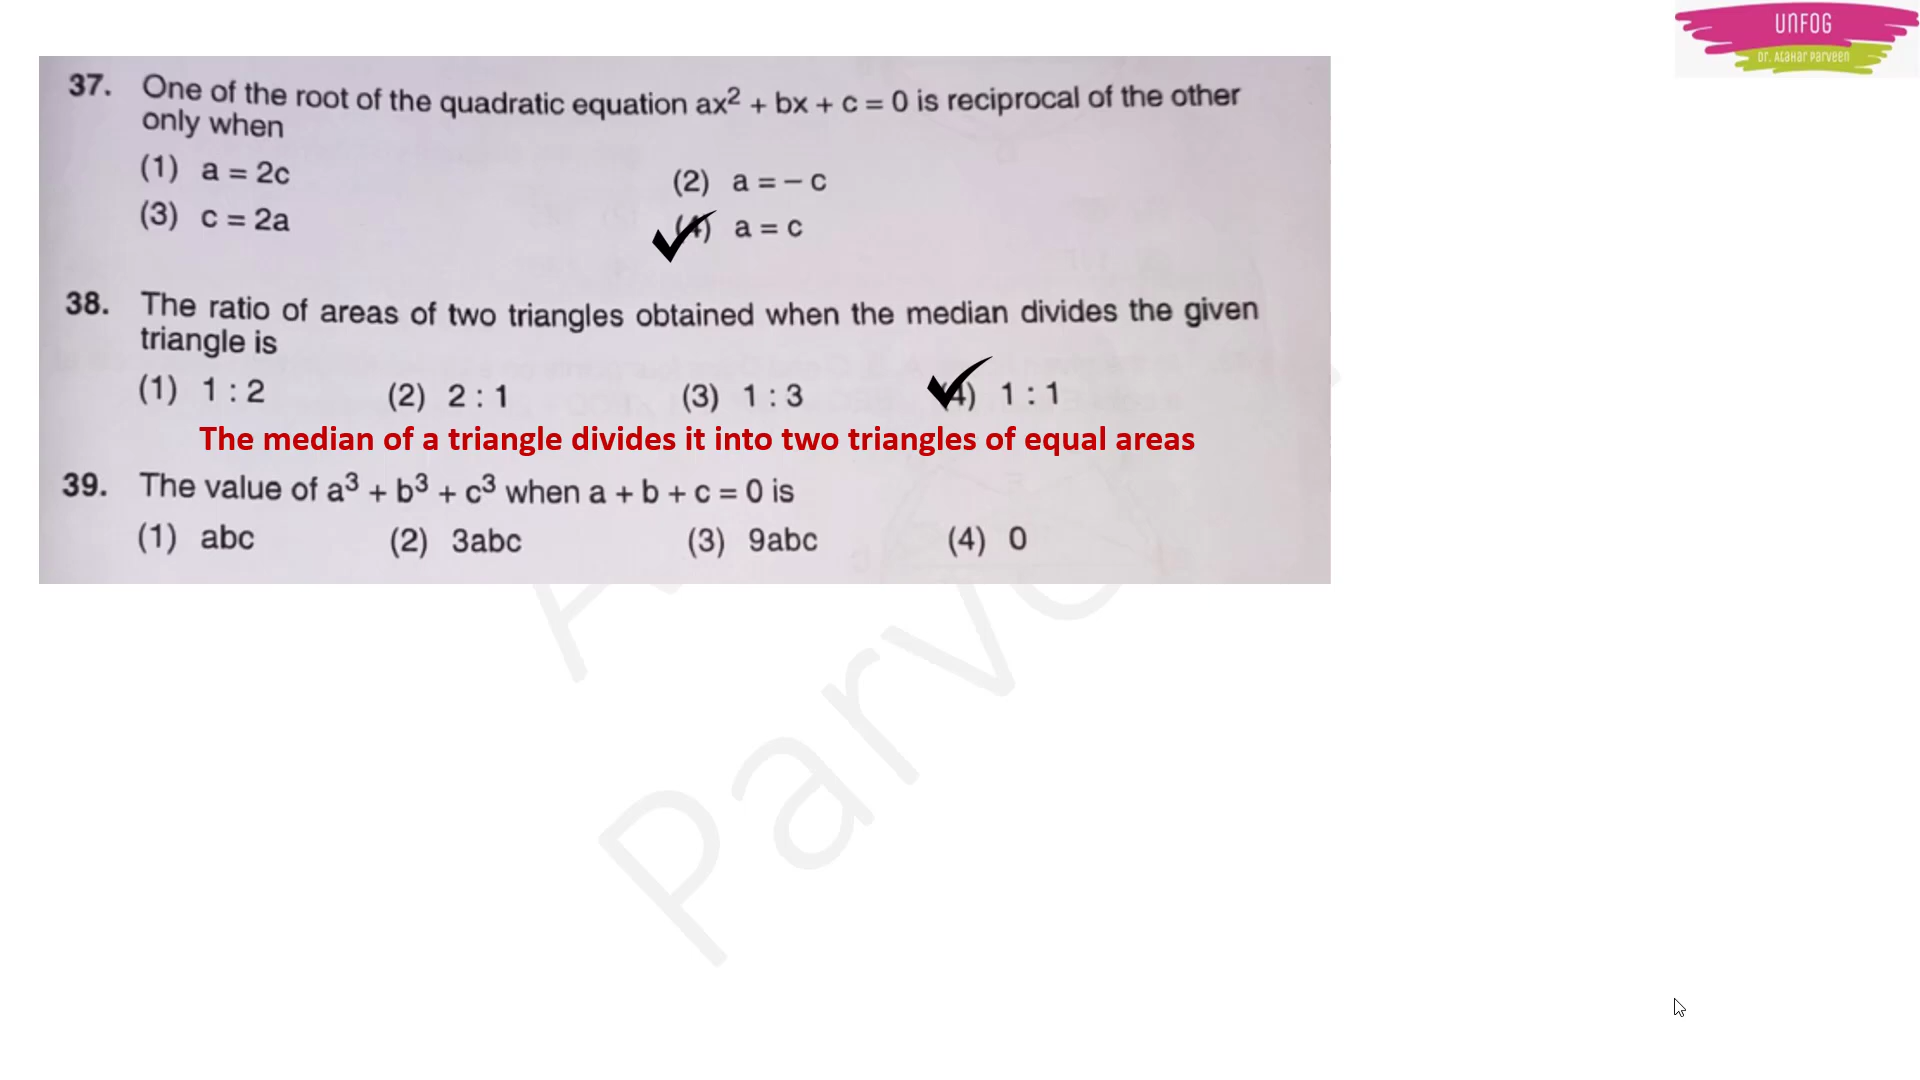 UNFOG
Dr. Atahar Parveen
37. One of the root of the quadratic equation ax² + bx + c = 0 is reciprocal of the other
only when
(1) a = 2c (2) a = – c
(3) c = 2a (4) a = c
38. The ratio of areas of two triangles obtained when the median divides the given
triangle is
(1) 1 : 2 (2) 2 : 1 (3) 1 : 3 (4) 1 : 1
The median of a triangle divides it into two triangles of equal areas
39. The value of a³ + b³ + c³ when a + b + c = 0 is
(1) abc (2) 3abc (3) 9abc (4) 0